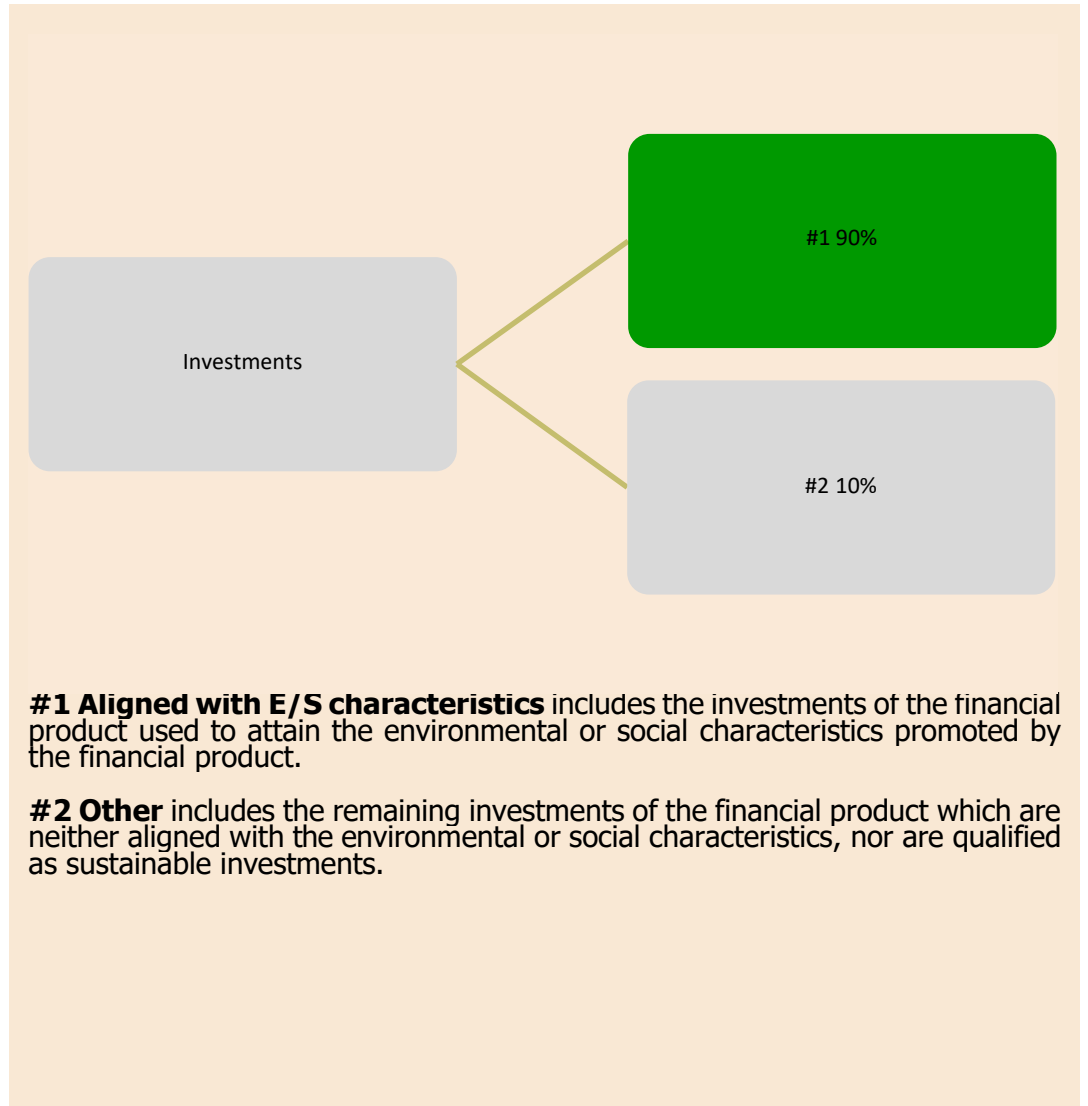 #1 90%
Investments
#2 10%
#1 Aligned with E/S characteristics includes the investments of the financial
product used to attain the environmental or social characteristics promoted by
the financial product.
#2 Other includes the remaining investments of the financial product which are
neither aligned with the environmental or social characteristics, nor are qualified
as sustainable investments.